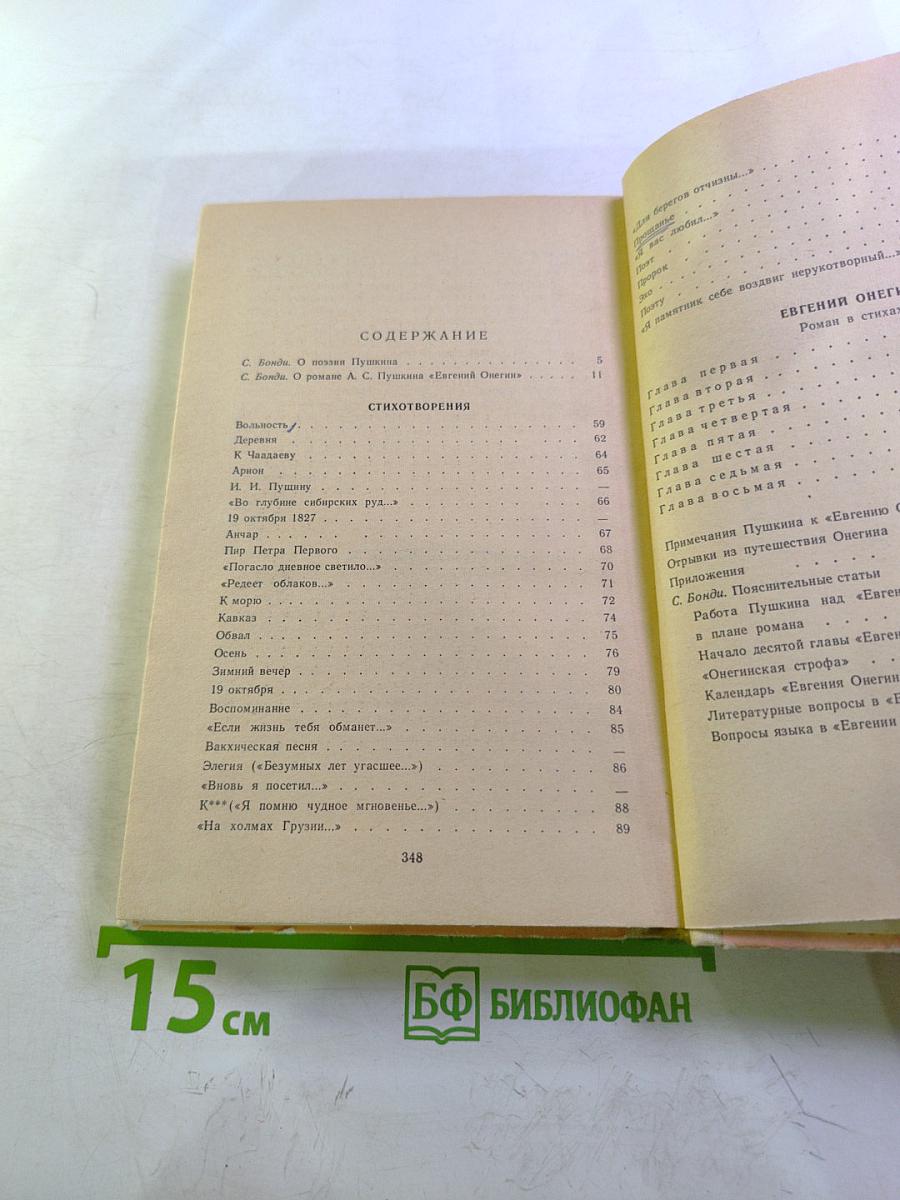 СОДЕРЖАНИЕ
С. Бонди. О поэзии Пушкина . . . . . . . . . . . . . . . 5
С. Бонди. О романе А. С. Пушкина «Евгений Онегин» . . . . . 11
СТИХОТВОРЕНИЯ
Вольность . . . . . . . . . . . . . . . . . . 59
Деревня . . . . . . . . . . . . . . . . . . 62
К Чаадаеву . . . . . . . . . . . . . . . . . 64
Арион . . . . . . . . . . . . . . . . . . 65
И. И. Пущину . . . . . . . . . . . . . . . . —
«Во глубине сибирских руд...» . . . . . . . . . . . . 66
19 октября 1827 . . . . . . . . . . . . . . . . —
Анчар . . . . . . . . . . . . . . . . . . . 67
Пир Петра Первого . . . . . . . . . . . . . . . 68
«Погасло дневное светило...» . . . . . . . . . . . . . 70
«Редеет облаков...» . . . . . . . . . . . . . . . 71
К морю . . . . . . . . . . . . . . . . . . . 72
Кавказ . . . . . . . . . . . . . . . . . . . 74
Обвал . . . . . . . . . . . . . . . . . . . 75
Осень . . . . . . . . . . . . . . . . . . . 76
Зимний вечер . . . . . . . . . . . . . . . . . 79
19 октября . . . . . . . . . . . . . . . . . . 80
Воспоминание . . . . . . . . . . . . . . . . . 84
«Если жизнь тебя обманет...» . . . . . . . . . . . . . 85
Вакхическая песня . . . . . . . . . . . . . . . . —
Элегия («Безумных лет угасшее...») . . . . . . . . . . 86
«Вновь я посетил...» . . . . . . . . . . . . . . . —
К*** («Я помню чудное мгновенье...») . . . . . . . . . 88
«На холмах Грузии...» . . . . . . . . . . . . . . 89
348
«Для берегов отчизны...» . . . . . .
Прощанье . . . . . . . . .
«Я вас любил...» . . . . . . .
Поэт . . . . . . . . . .
Пророк . . . . . . . . .
Эхо . . . . . . . . . .
Поэту . . . . . . . . .
«Я памятник себе воздвиг нерукотворный...»
ЕВГЕНИЙ ОНЕГИ
Роман в стихах
Глава первая . . . . . .
Глава вторая . . . . . .
Глава третья . . . . . .
Глава четвертая . . . . .
Глава пятая . . . . . .
Глава шестая . . . . . .
Глава седьмая . . . . .
Глава восьмая . . . . .
Примечания Пушкина к «Евгению О
Отрывки из путешествия Онегина
Приложения . . . . .
С. Бонди. Пояснительные статьи
Работа Пушкина над «Евген
в плане романа . . . .
Начало десятой главы «Евген
«Онегинская строфа» . .
Календарь «Евгения Онегин
Литературные вопросы в «Е
Вопросы языка в «Евгении
15 см
БФ БИБЛИОФАН